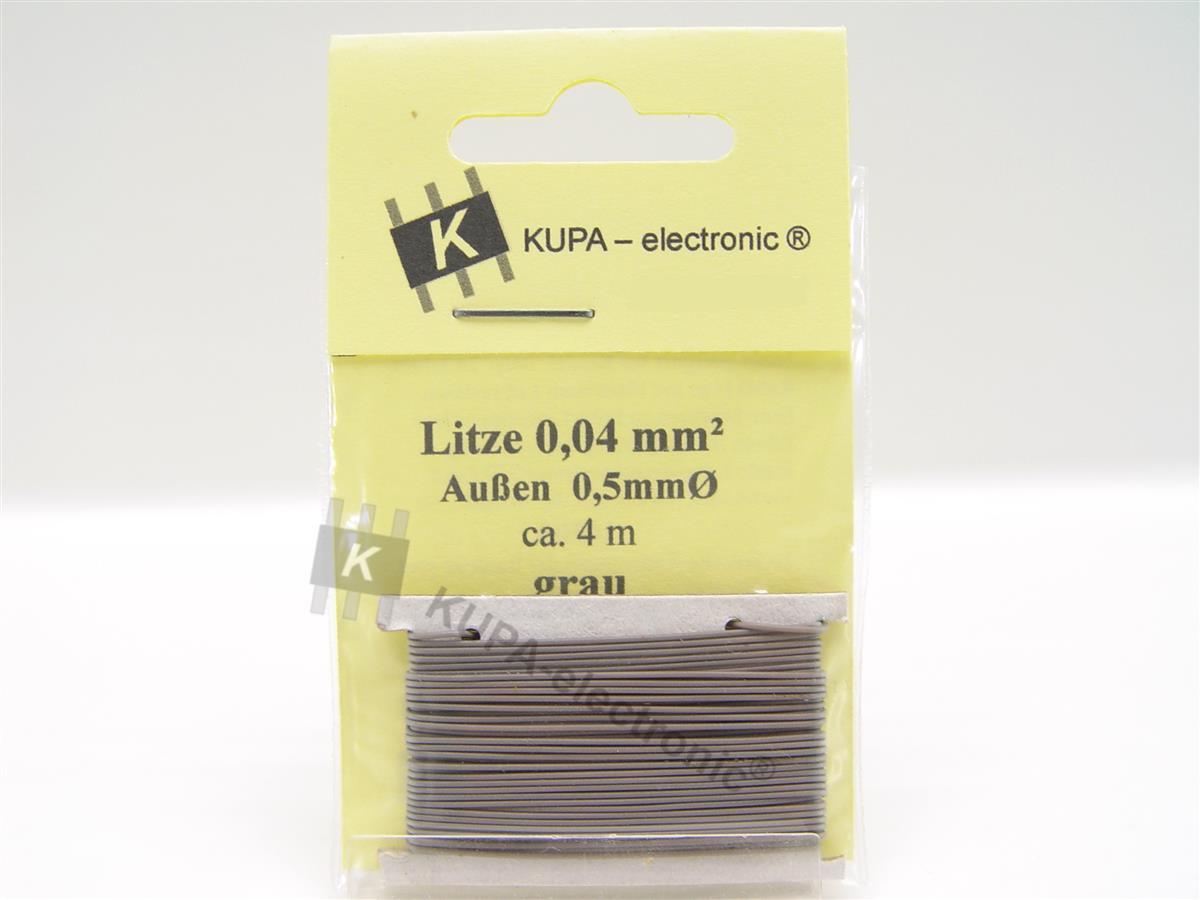 K
KUPA – electronic ®
Litze 0,04 mm²
Außen 0,5mmØ
ca. 4 m
grau
K
KUPA-electronic®